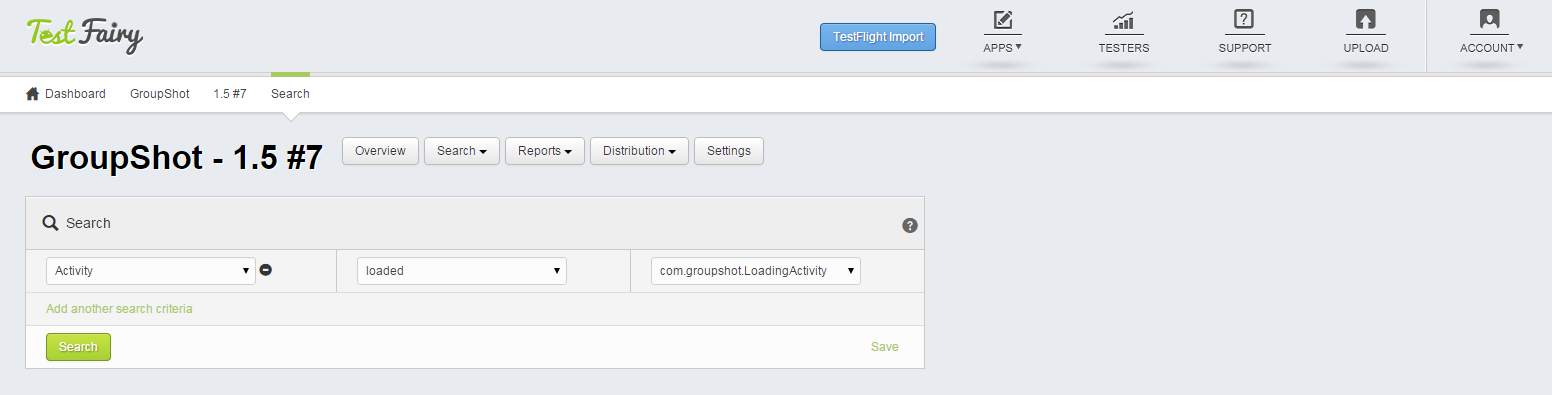 Test Fairy
TestFlight Import
APPS
TESTERS
SUPPORT
UPLOAD
ACCOUNT
Dashboard GroupShot 1.5 #7 Search
GroupShot - 1.5 #7
Overview Search Reports Distribution Settings
Search
?
Activity loaded com.groupshot.LoadingActivity
Add another search criteria
Search Save